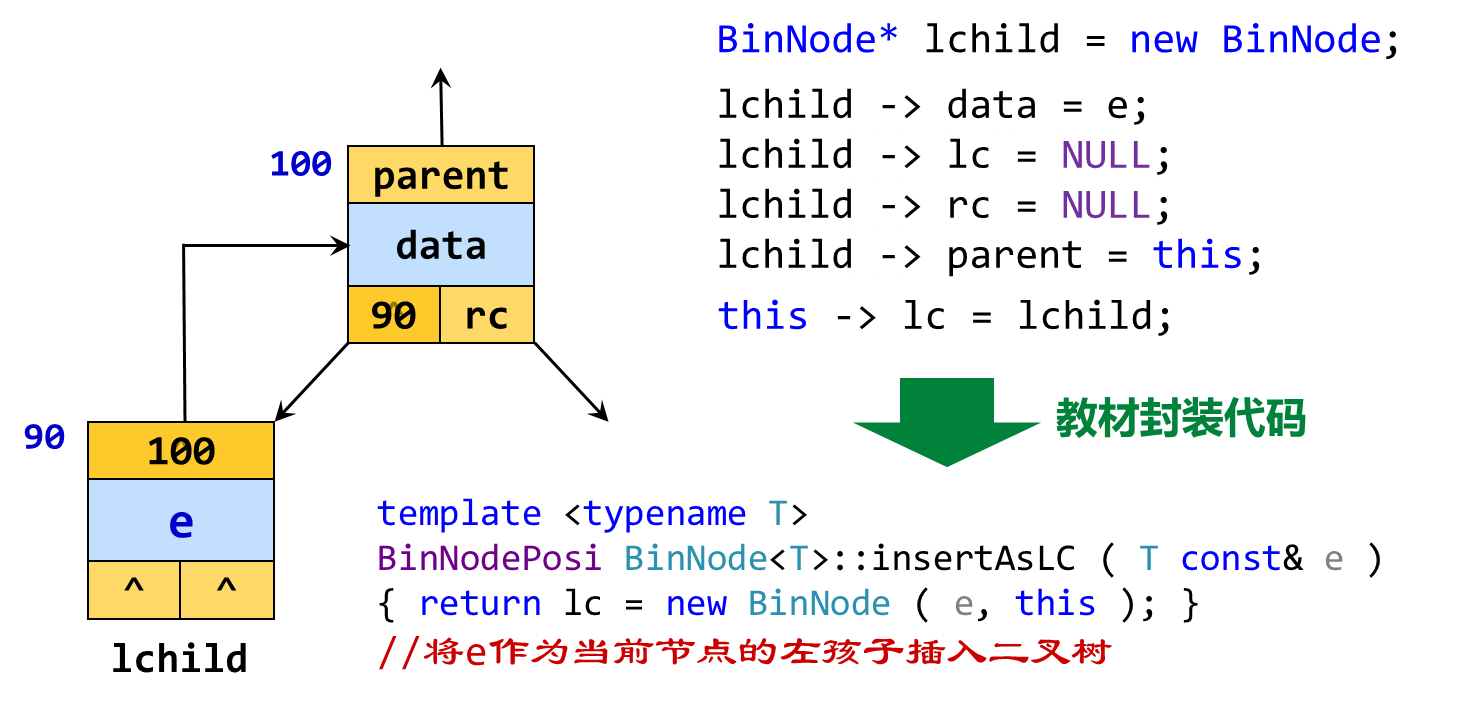 BinNode* lchild = new BinNode;
lchild -> data = e;
lchild -> lc = NULL;
lchild -> rc = NULL;
lchild -> parent = this;
this -> lc = lchild;
100
parent
data
90
rc
90
100
e
^
^
lchild
教材封装代码
template <typename T>
BinNodePosi BinNode<T>::insertAsLC ( T const& e )
{ return lc = new BinNode ( e, this ); }
//将e作为当前节点的左孩子插入二叉树